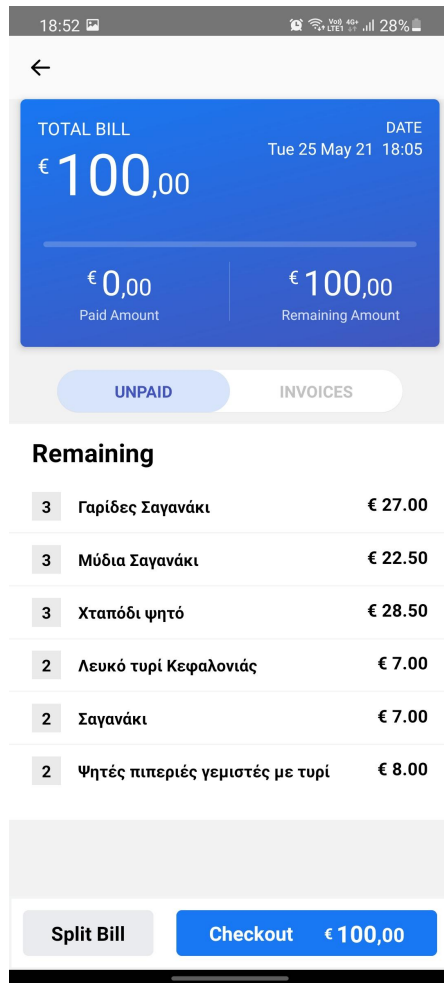 18:52 28%
TOTAL BILL DATE
€ 100,00 Tue 25 May 21 18:05
€ 0,00 € 100,00
Paid Amount Remaining Amount
UNPAID INVOICES
Remaining
3 Γαρίδες Σαγανάκι € 27.00
3 Μύδια Σαγανάκι € 22.50
3 Χταπόδι ψητό € 28.50
2 Λευκό τυρί Κεφαλονιάς € 7.00
2 Σαγανάκι € 7.00
2 Ψητές πιπεριές γεμιστές με τυρί € 8.00
Split Bill Checkout € 100,00